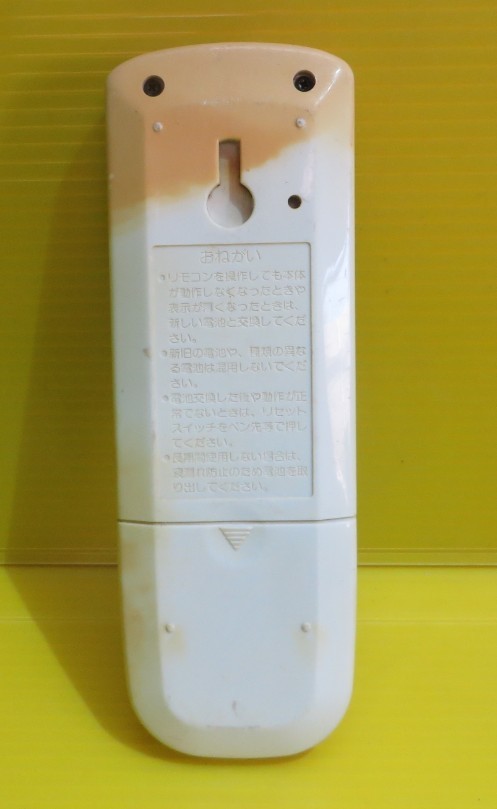 おねがい
•リモコンを操作しても本体
が動作しなくなったときや
表示が薄くなったときは、
新しい電池と交換してくだ
さい。
•新旧の電池や、種類の異な
る電池は混用しないでくだ
さい。
•電池交換した後や動作が正
常でないときは、リセット
スイッチをペン先等で押し
てください。
•長期間使用しない場合は、
液漏れ防止のため電池を取
り出してください。